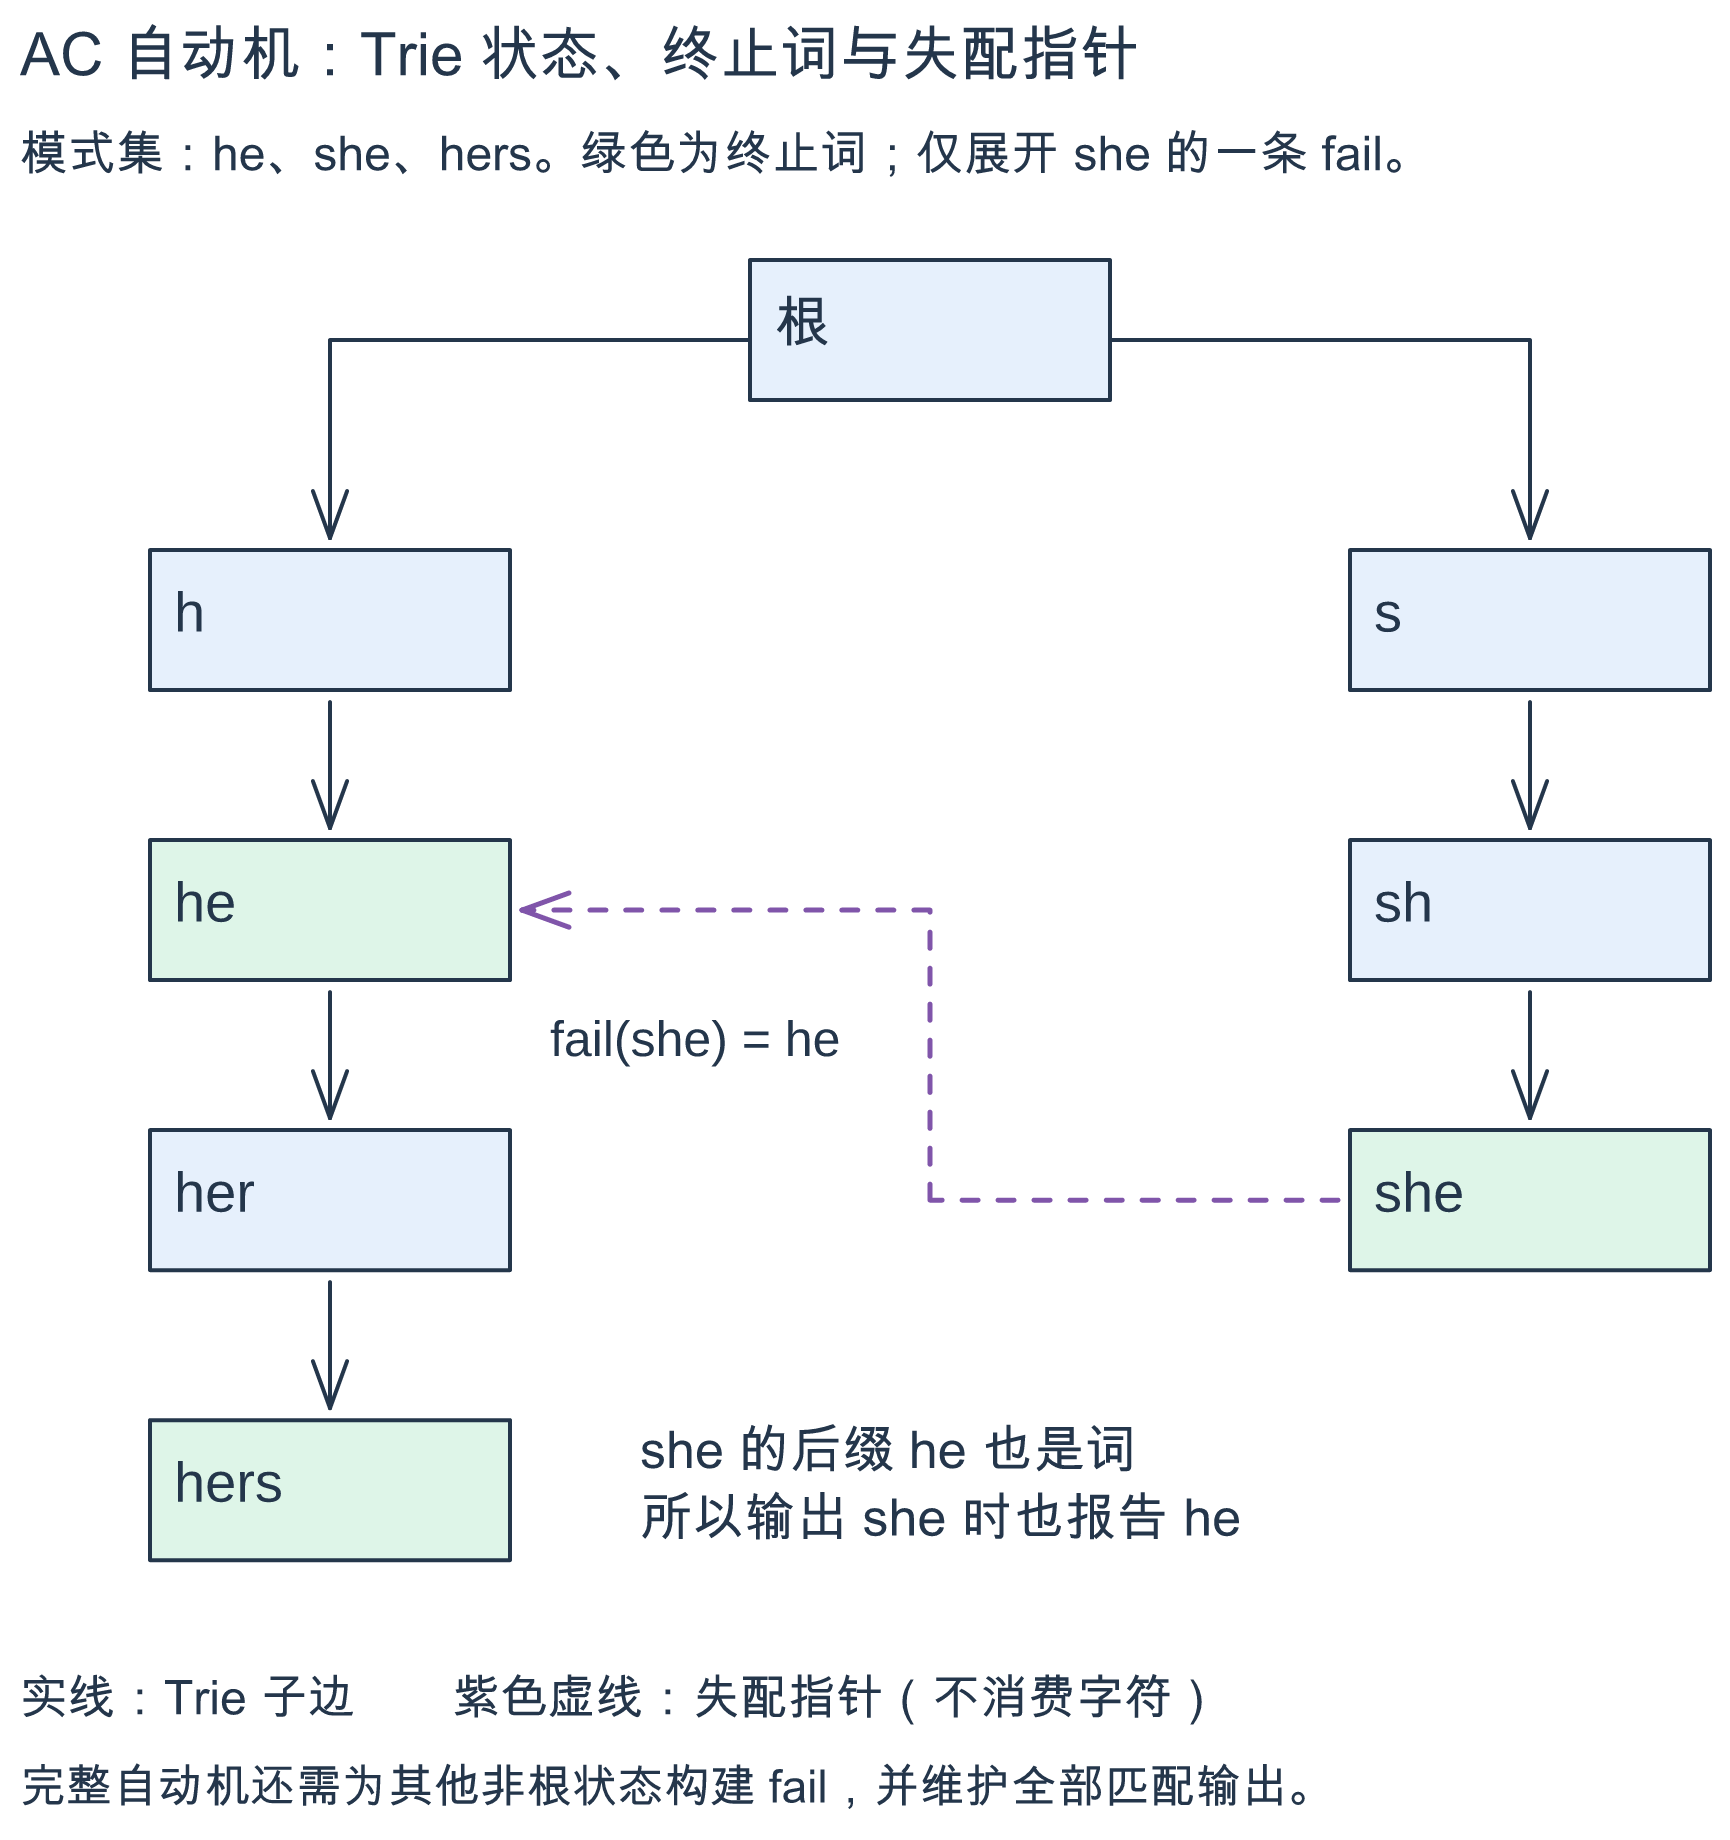 AC 自动机：Trie 状态、终止词与失配指针
模式集：he、she、hers。绿色为终止词；仅展开 she 的一条 fail。
根
h
s
he
sh
fail(she) = he
her
she
hers
she 的后缀 he 也是词
所以输出 she 时也报告 he
实线：Trie 子边 紫色虚线：失配指针（不消费字符）
完整自动机还需为其他非根状态构建 fail，并维护全部匹配输出。